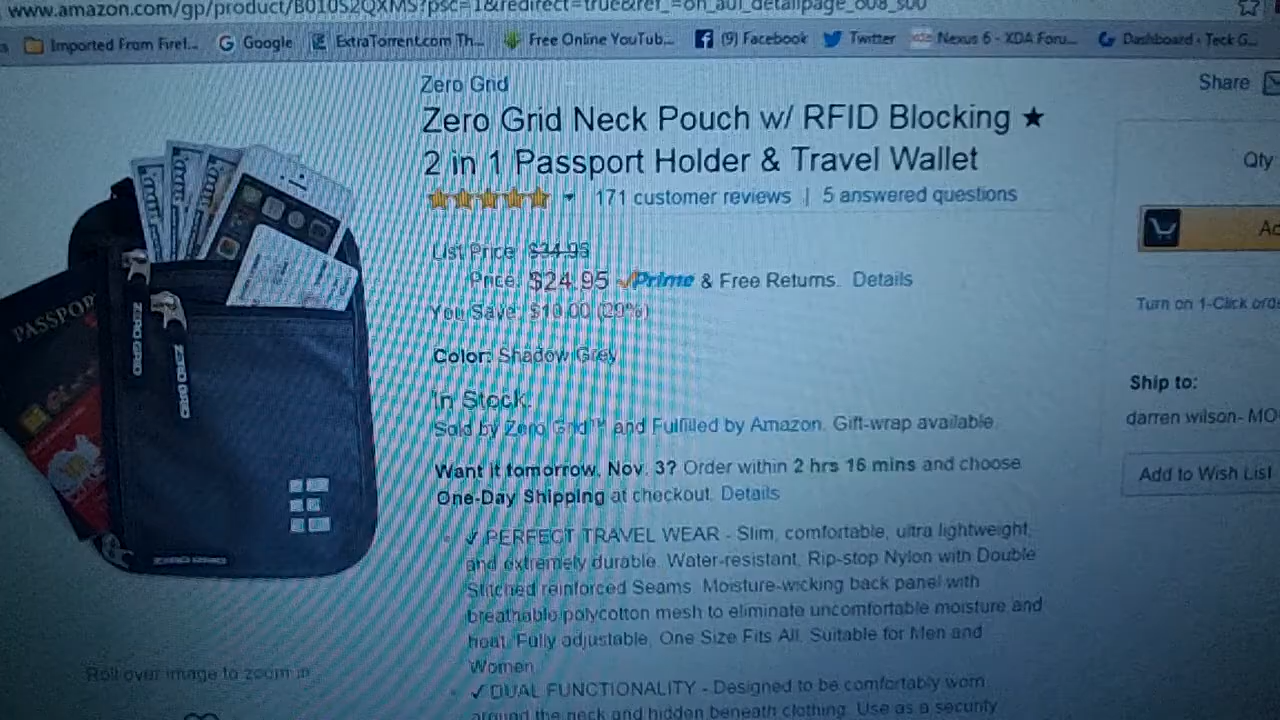 www.amazon.com/gp/product/B010S2QXMS?psc=1&redirect=true&ref_=oh_aui_detailpage_o08_s00
Imported From Firef... Google ExtraTorrent.com Th... Free Online YouTub... (9) Facebook Twitter Nexus 6 - XDA Foru... Dashboard - Teck G...
Zero Grid
Share
Zero Grid Neck Pouch w/ RFID Blocking ★
2 in 1 Passport Holder & Travel Wallet
Qty
171 customer reviews | 5 answered questions
List Price: $34.95
Price: $24.95 Prime & Free Returns. Details
You Save: $10.00 (29%)
Turn on 1-Click ord
Color: Shadow Grey
In Stock.
Sold by Zero Grid™ and Fulfilled by Amazon. Gift-wrap available.
Ship to:
darren wilson- MO
Want it tomorrow, Nov. 3? Order within 2 hrs 16 mins and choose
One-Day Shipping at checkout. Details
Add to Wish List
✓ PERFECT TRAVEL WEAR - Slim, comfortable, ultra lightweight,
and extremely durable. Water-resistant, Rip-stop Nylon with Double
Stitched reinforced Seams. Moisture-wicking back panel with
breathable polycotton mesh to eliminate uncomfortable moisture and
heat. Fully adjustable, One Size Fits All. Suitable for Men and
Women.
✓ DUAL FUNCTIONALITY - Designed to be comfortably worn
around the neck and hidden beneath clothing. Use as a security
PASSPORT
ZERO GRID
ZERO GRID
ZERO GRID
Roll over image to zoom in